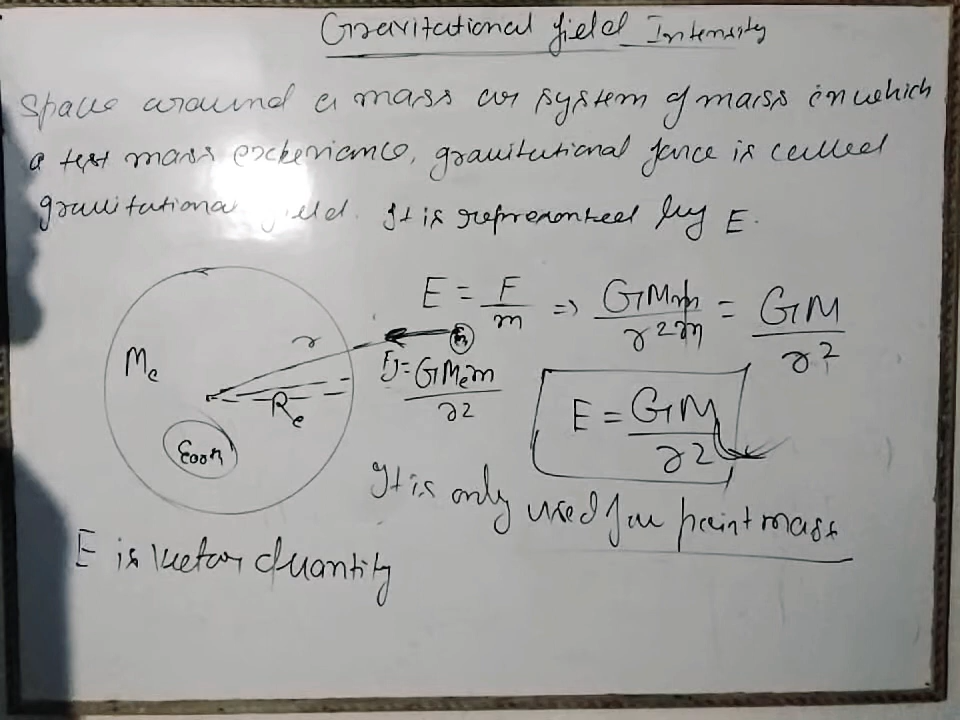 Gravitational field Intensity
Space around a mass or system of mass in which
a test mass experience, gravitational force is called
gravitational field. It is represented by E.
E = F/m => GMm/r²m = GM/r²
r
m
Me
F = GMem/r2
Re
E = GM/r2
It is only used for point mass
E is vector quantity